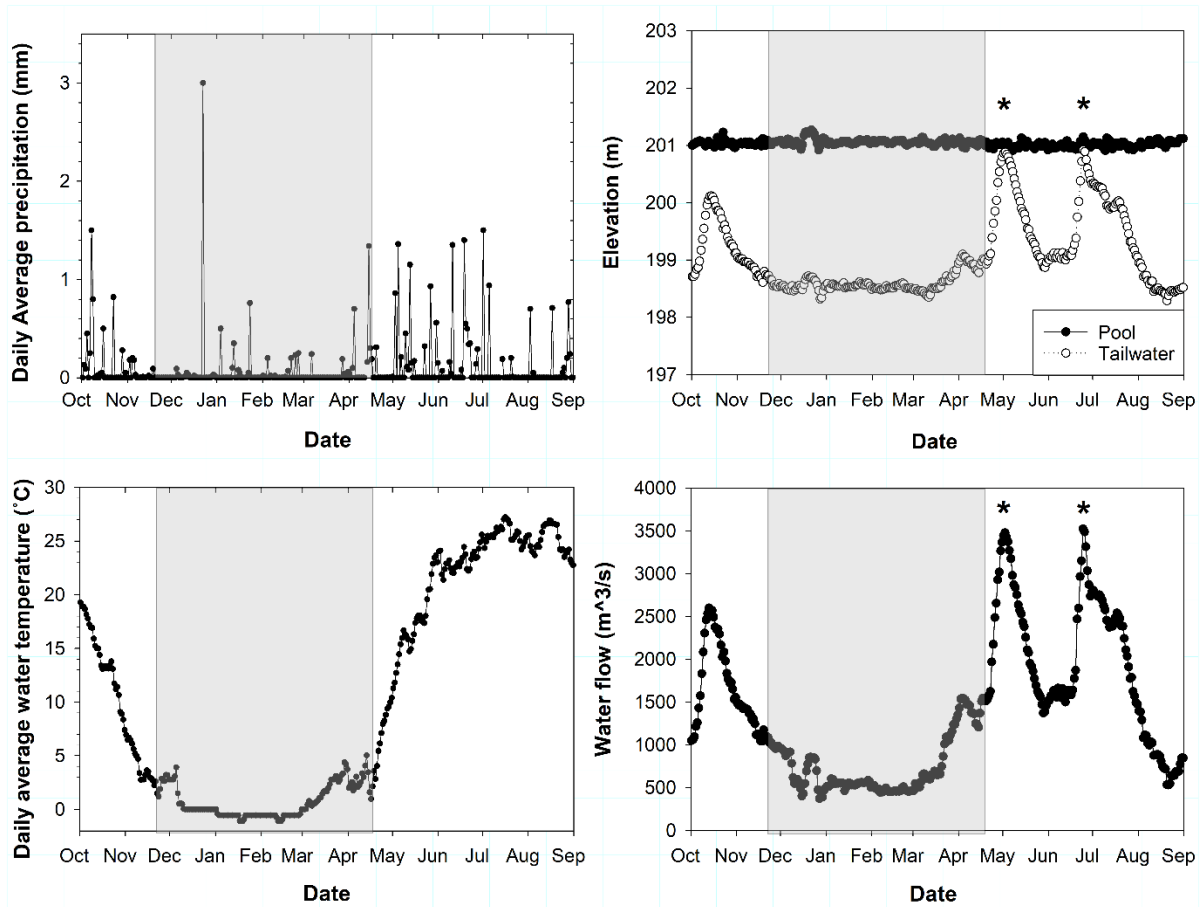 Daily Average precipitation (mm)
3
2
1
0
Oct Nov Dec Jan Feb Mar Apr May Jun Jul Aug Sep
Date
Elevation (m)
203
202
201
200
199
198
197
* *
Pool
Tailwater
Oct Nov Dec Jan Feb Mar Apr May Jun Jul Aug Sep
Date
Daily average water temperature (˚C)
30
25
20
15
10
5
0
Oct Nov Dec Jan Feb Mar Apr May Jun Jul Aug Sep
Date
Water flow (m^3/s)
4000
3500
3000
2500
2000
1500
1000
500
0
* *
Oct Nov Dec Jan Feb Mar Apr May Jun Jul Aug Sep
Date